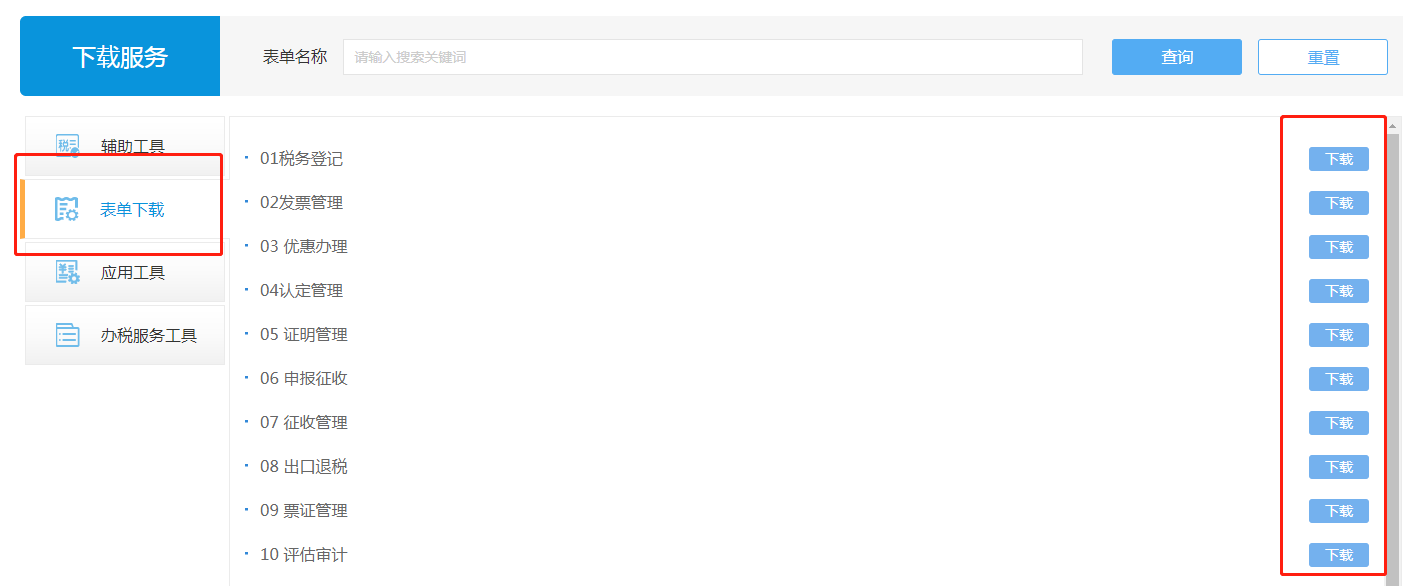 下载服务
表单名称
请输入搜索关键词
查询
重置
辅助工具
表单下载
应用工具
办税服务工具
01税务登记 下载
02发票管理 下载
03 优惠办理 下载
04认定管理 下载
05 证明管理 下载
06 申报征收 下载
07 征收管理 下载
08 出口退税 下载
09 票证管理 下载
10 评估审计 下载